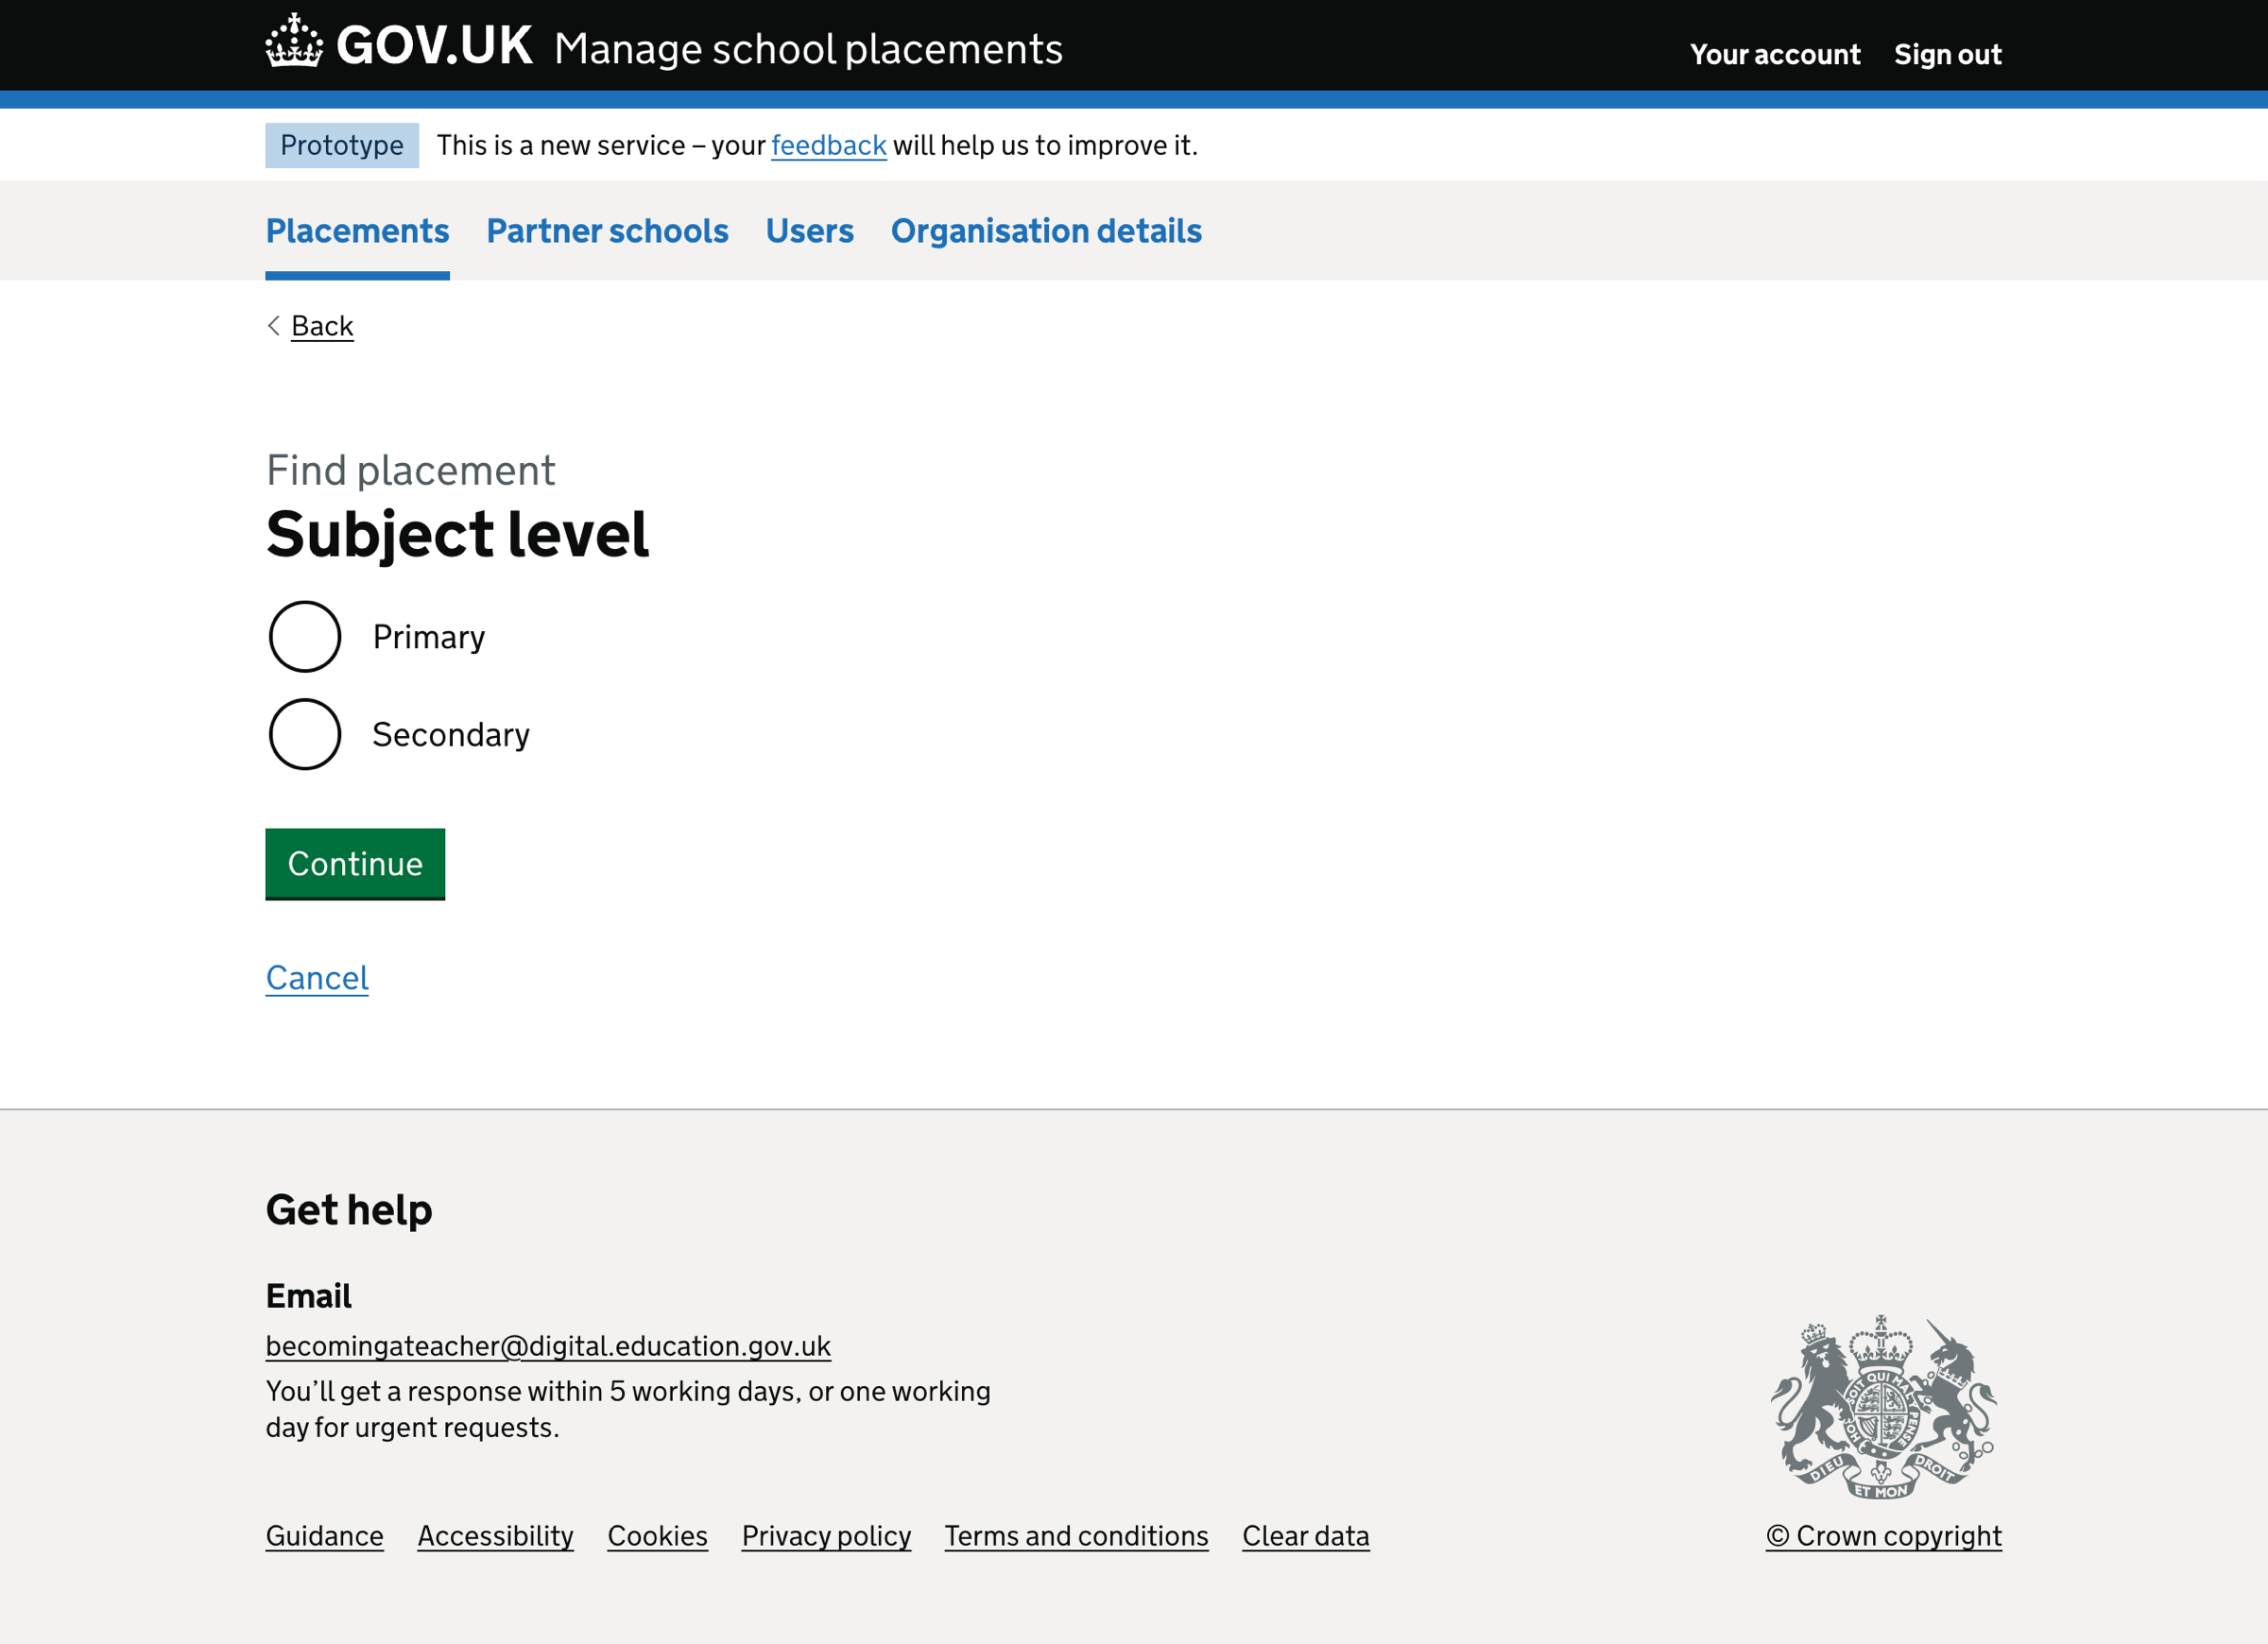 GOV.UK Manage school placements
Your account Sign out
Prototype This is a new service – your feedback will help us to improve it.
Placements Partner schools Users Organisation details
Back
Find placement
Subject level
Primary
Secondary
Continue
Cancel
Get help
Email
becomingateacher@digital.education.gov.uk
You’ll get a response within 5 working days, or one working
day for urgent requests.
SOIT QUI MAL PENSE
DIEU ET MON DROIT
Guidance Accessibility Cookies Privacy policy Terms and conditions Clear data
© Crown copyright